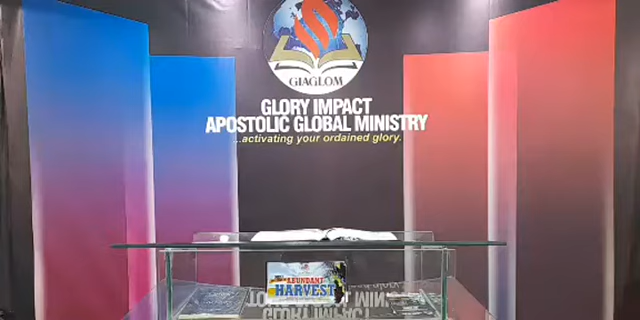 GIAGLOM
GLORY IMPACT
APOSTOLIC GLOBAL MINISTRY
...activating your ordained glory.
ABUNDANT
HARVEST